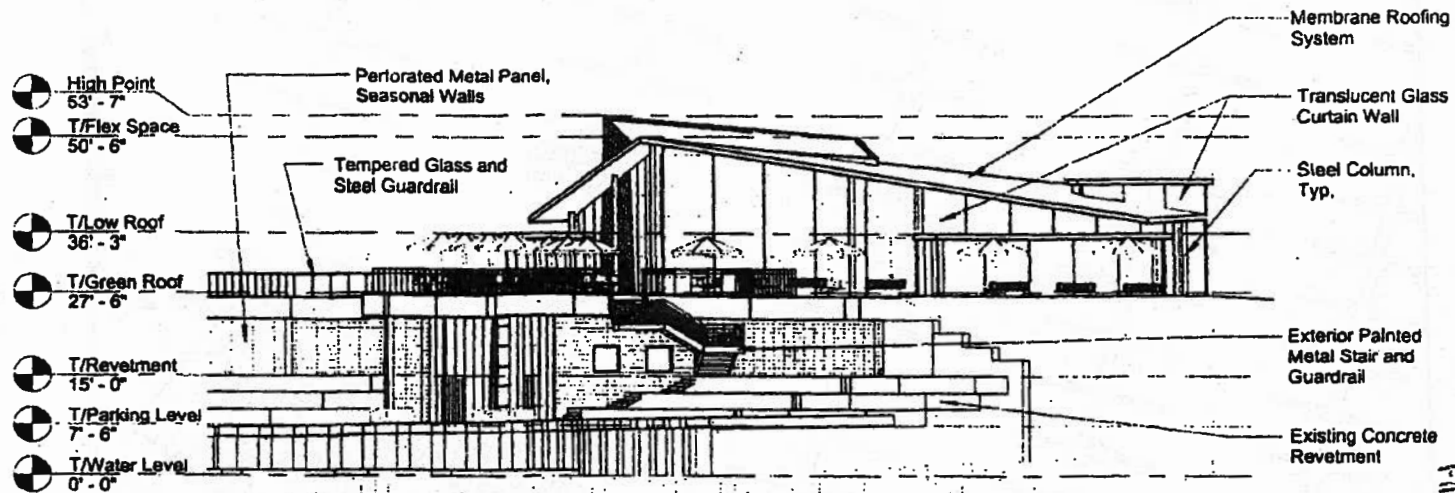 High Point
53' - 7"
T/Flex Space
50' - 6"
T/Low Roof
36' - 3"
T/Green Roof
27' - 6"
T/Revetment
15' - 0"
T/Parking Level
7' - 6"
T/Water Level
0' - 0"
Perforated Metal Panel,
Seasonal Walls
Tempered Glass and
Steel Guardrail
Membrane Roofing
System
Translucent Glass
Curtain Wall
Steel Column,
Typ.
Exterior Painted
Metal Stair and
Guardrail
Existing Concrete
Revetment